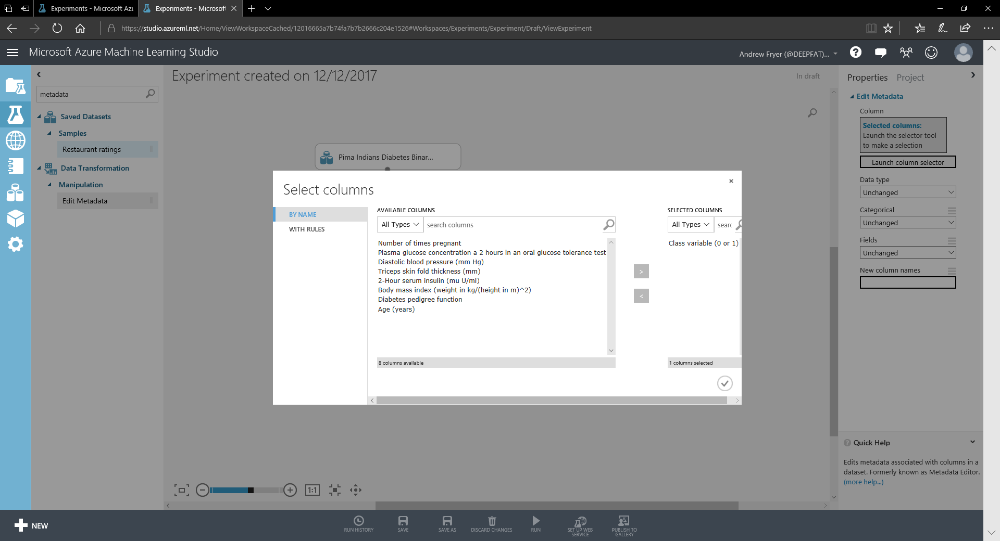 Experiments - Microsoft Azu
Experiments - Microsoft
https://studio.azureml.net/Home/ViewWorkspaceCached/12016665a7b74fa7b7b2666c204e1526#Workspaces/Experiments/Experiment/Draft/ViewExperiment
Microsoft Azure Machine Learning Studio
Andrew Fryer (@DEEPFAT)...
metadata
Saved Datasets
Samples
Restaurant ratings
Data Transformation
Manipulation
Edit Metadata
Experiment created on 12/12/2017
In draft
Pima Indians Diabetes Binar...
Select columns
BY NAME
WITH RULES
AVAILABLE COLUMNS
All Types
search columns
Number of times pregnant
Plasma glucose concentration a 2 hours in an oral glucose tolerance test
Diastolic blood pressure (mm Hg)
Triceps skin fold thickness (mm)
2-Hour serum insulin (mu U/ml)
Body mass index (weight in kg/(height in m)^2)
Diabetes pedigree function
Age (years)
8 columns available
>
<
SELECTED COLUMNS
All Types
searc
Class variable (0 or 1)
1 columns selected
Properties Project
Edit Metadata
Column
Selected columns:
Launch the selector tool
to make a selection
Launch column selector
Data type
Unchanged
Categorical
Unchanged
Fields
Unchanged
New column names
Quick Help
Edits metadata associated with columns in a
dataset. Formerly known as Metadata Editor.
(more help...)
1:1
NEW
RUN HISTORY
SAVE
SAVE AS
DISCARD CHANGES
RUN
SET UP WEB
SERVICE
PUBLISH TO
GALLERY